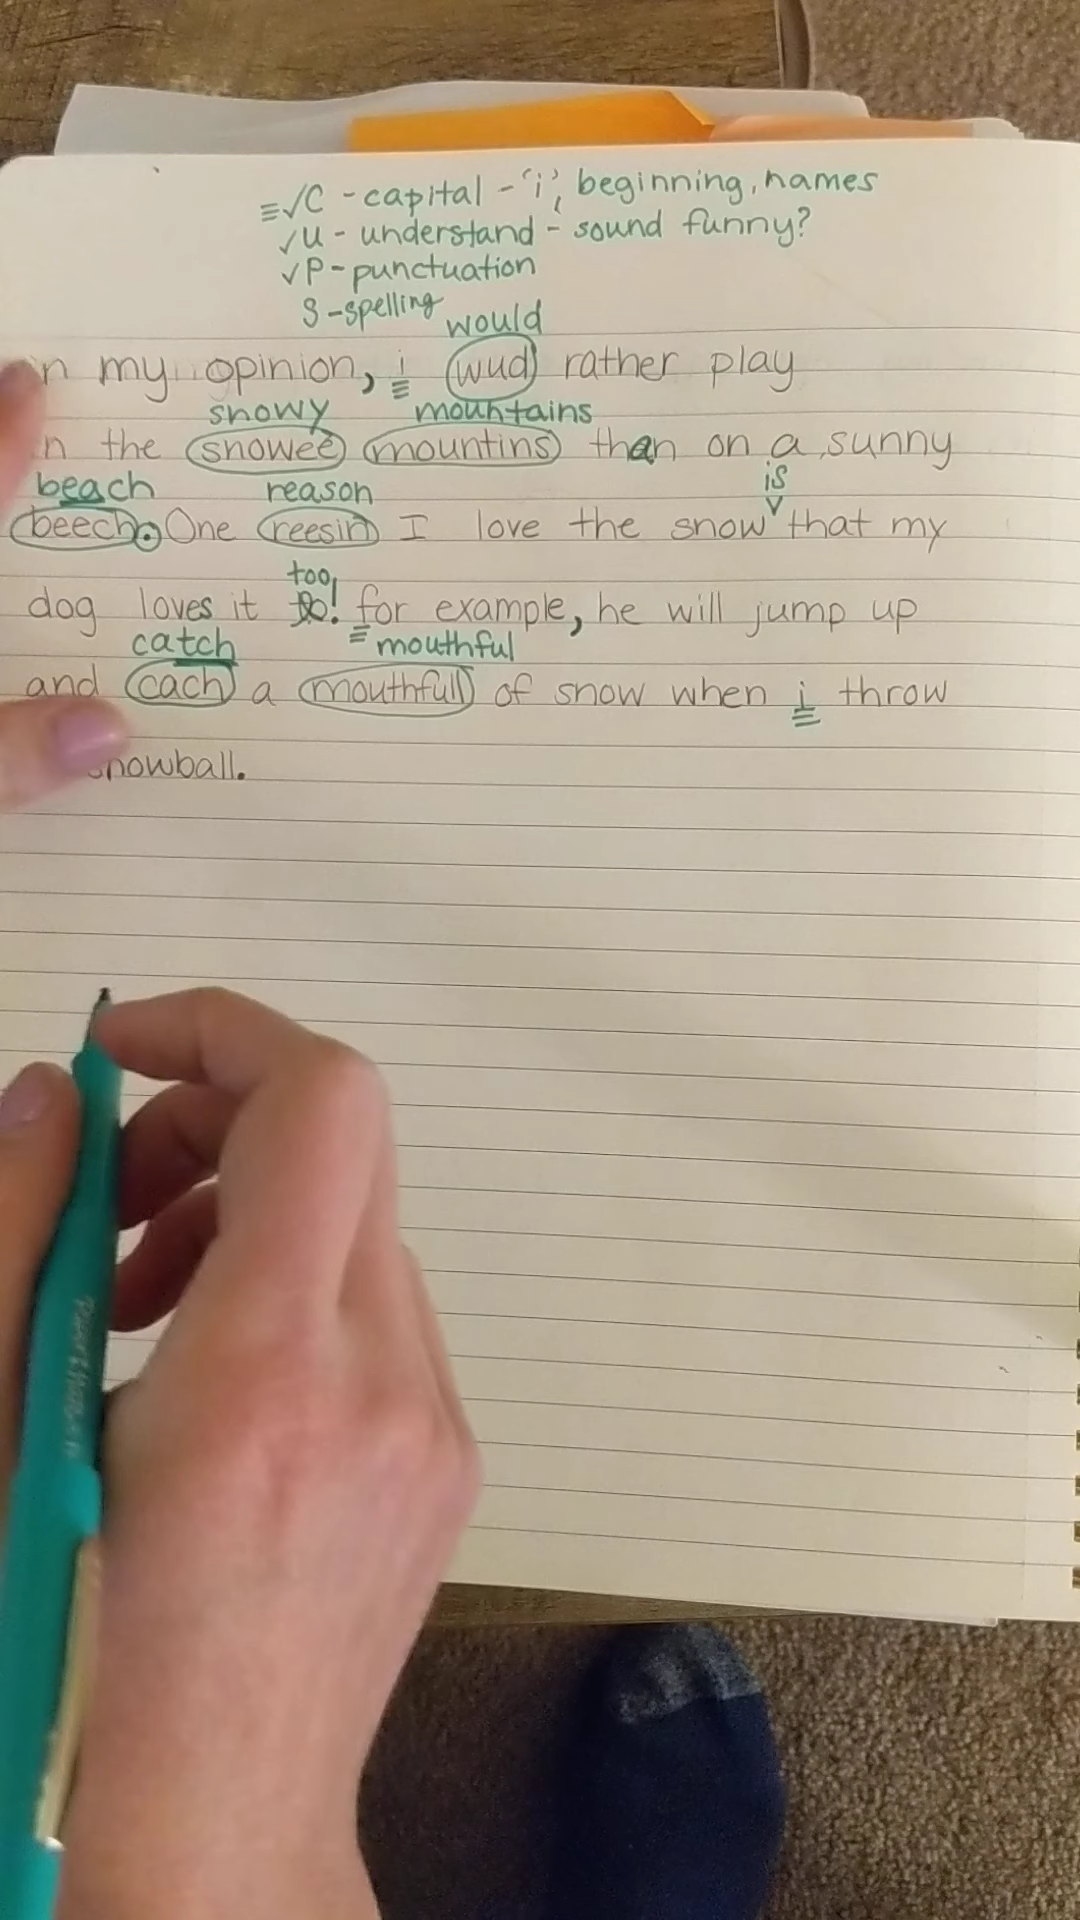 ≡✓C - capital - 'i', beginning, names
✓U - understand - sound funny?
✓P - punctuation
S - spelling
would
n my opinion, i wud rather play
snowy mountains
n the snowee mountins than on a sunny
beach reason is
beech. One reesin I love the snow that my
too
dog loves it to! for example, he will jump up
catch mouthful
and cach a mouthfull of snow when i throw
snowball.